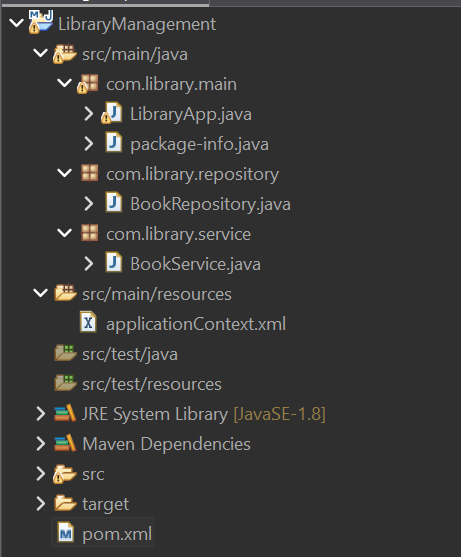 LibraryManagement
src/main/java
com.library.main
LibraryApp.java
package-info.java
com.library.repository
BookRepository.java
com.library.service
BookService.java
src/main/resources
applicationContext.xml
src/test/java
src/test/resources
JRE System Library [JavaSE-1.8]
Maven Dependencies
src
target
pom.xml